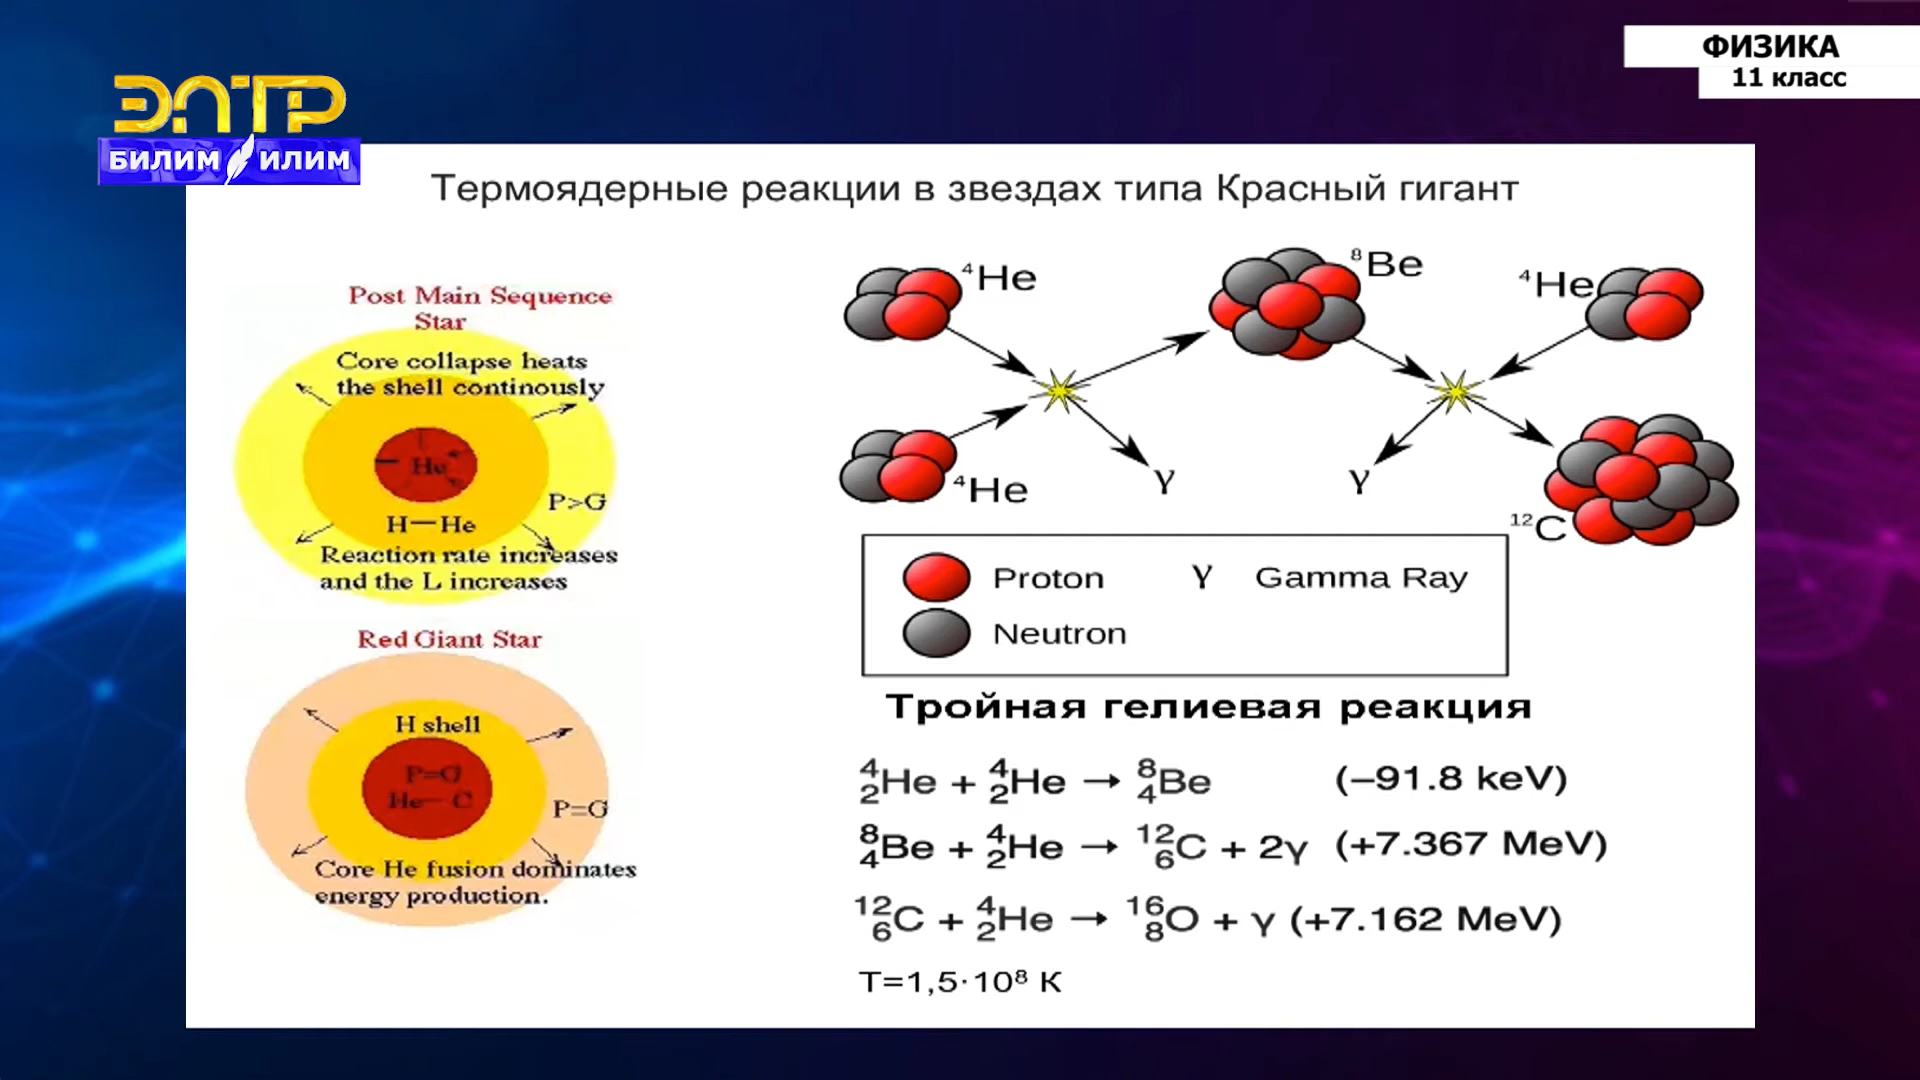 ФИЗИКА
11 класс
ЭЛТР
БИЛИМ ИЛИМ
Термоядерные реакции в звездах типа Красный гигант
Post Main Sequence
Star
Core collapse heats
the shell continously
He
P>G
H—He
Reaction rate increases
and the L increases
Red Giant Star
H shell
P=G
He— C
P=G
Core He fusion dominates
energy production.
⁴He
⁸Be
⁴He
⁴He
γ
γ
¹²C
Proton γ Gamma Ray
Neutron
Тройная гелиевая реакция
⁴₂He + ⁴₂He → ⁸₄Be (–91.8 keV)
⁸₄Be + ⁴₂He → ¹²₆C + 2γ (+7.367 MeV)
¹²₆C + ⁴₂He → ¹⁶₈O + γ (+7.162 MeV)
T=1,5·10⁸ K